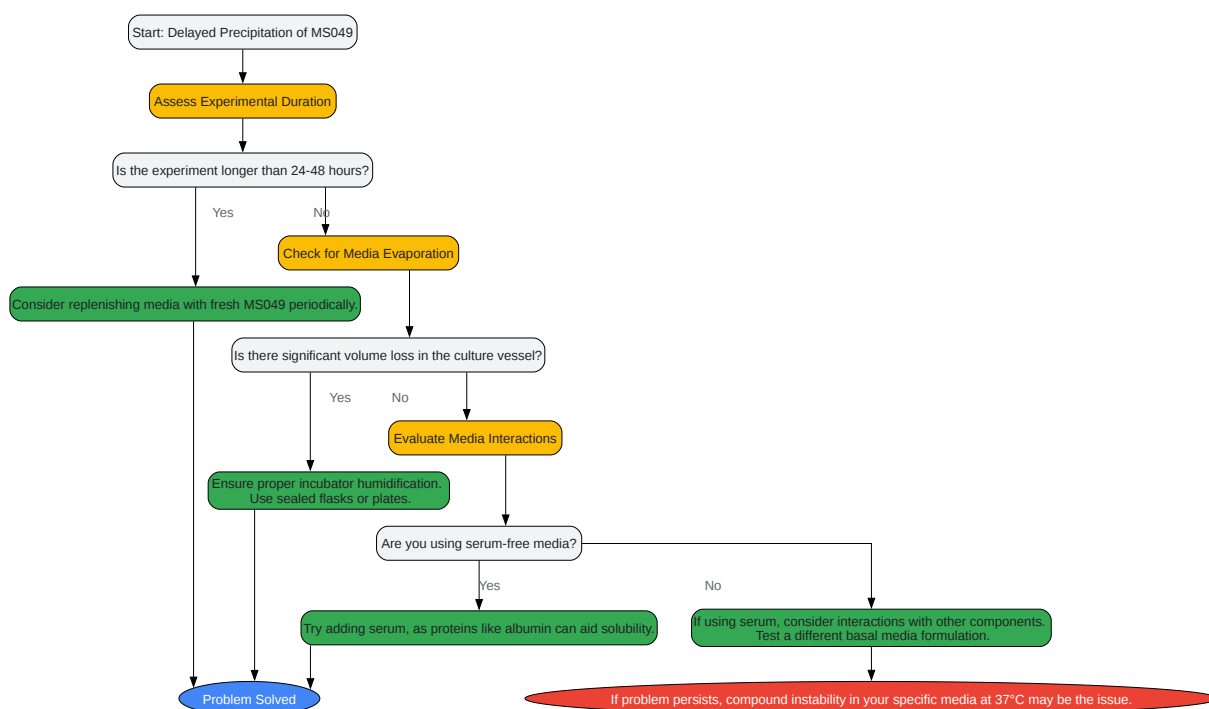 Start: Delayed Precipitation of MS049
Assess Experimental Duration
Is the experiment longer than 24-48 hours?
Yes
No
Check for Media Evaporation
Consider replenishing media with fresh MS049 periodically.
Is there significant volume loss in the culture vessel?
Yes
No
Evaluate Media Interactions
Ensure proper incubator humidification.
Use sealed flasks or plates.
Are you using serum-free media?
Yes
No
Try adding serum, as proteins like albumin can aid solubility.
If using serum, consider interactions with other components.
Test a different basal media formulation.
Problem Solved
If problem persists, compound instability in your specific media at 37°C may be the issue.